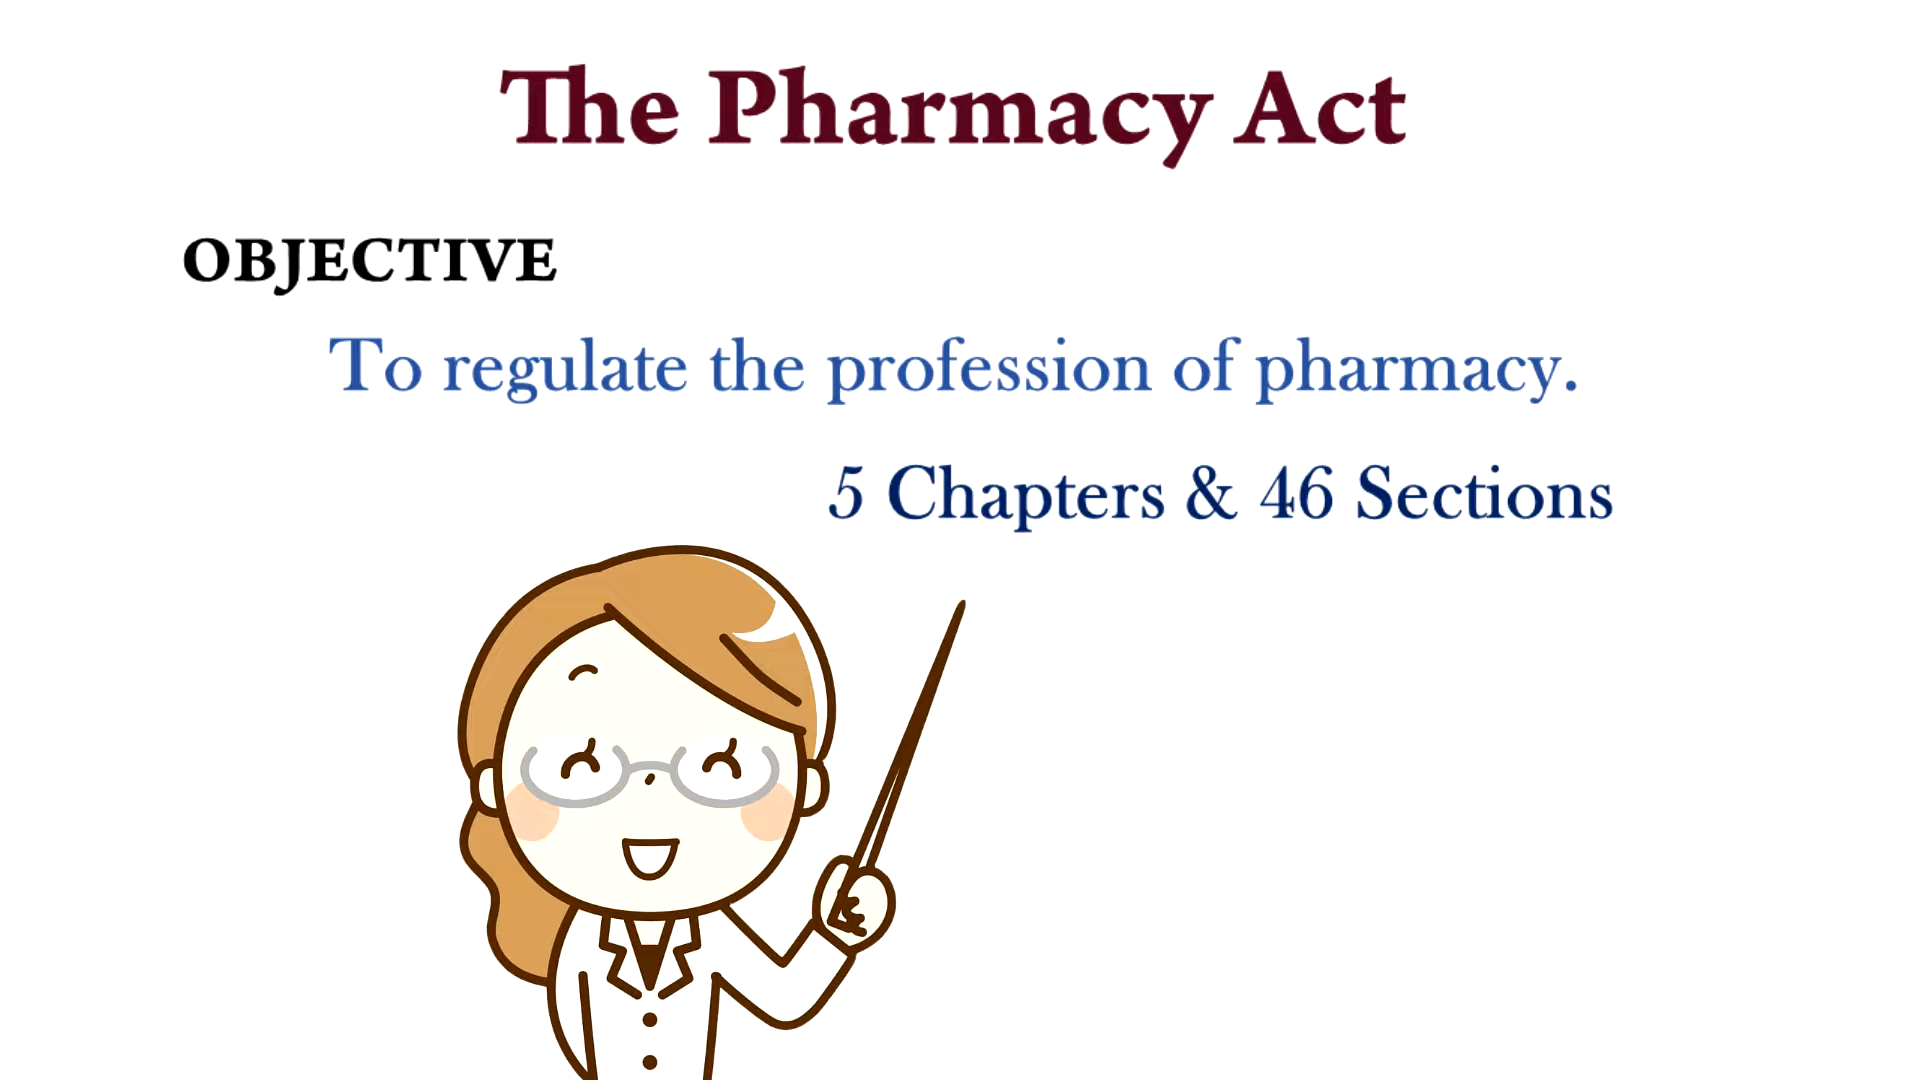 The Pharmacy Act
OBJECTIVE
To regulate the profession of pharmacy.
5 Chapters & 46 Sections